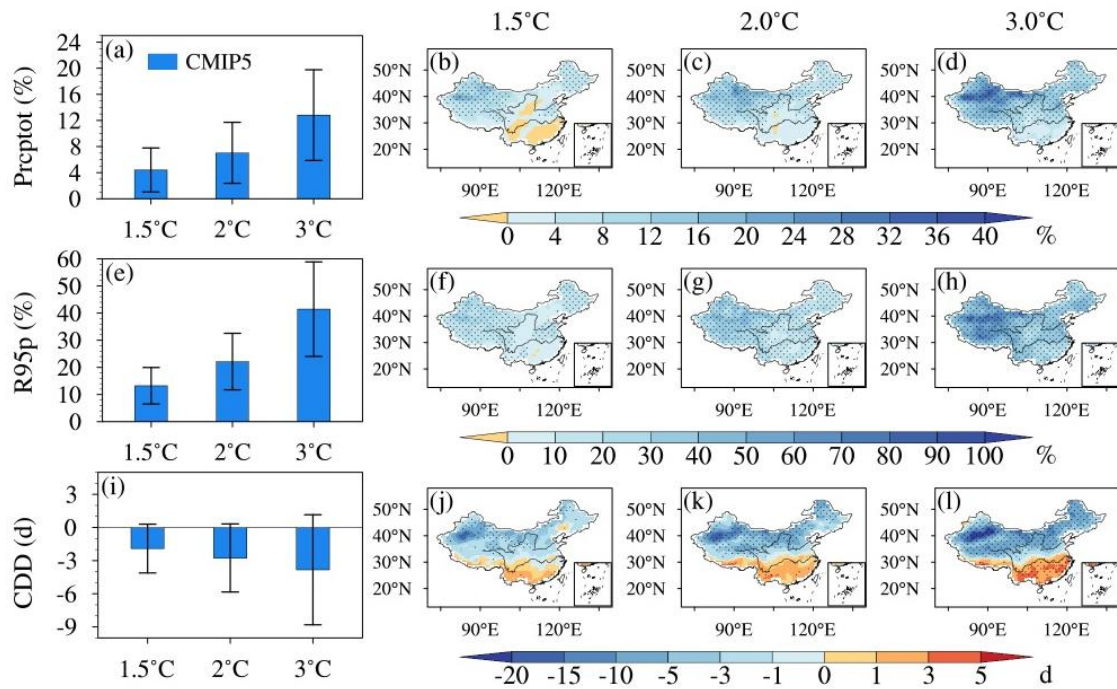 1.5°C 2.0°C 3.0°C
Prcptot (%)
24
20
16
12
8
4
0
(a)
CMIP5
1.5°C 2°C 3°C
(b)
50°N
40°N
30°N
20°N
90°E 120°E
(c)
50°N
40°N
30°N
20°N
90°E 120°E
(d)
50°N
40°N
30°N
20°N
90°E 120°E
0 4 8 12 16 20 24 28 32 36 40 %
R95p (%)
60
50
40
30
20
10
0
(e)
1.5°C 2°C 3°C
(f)
50°N
40°N
30°N
20°N
90°E 120°E
(g)
50°N
40°N
30°N
20°N
90°E 120°E
(h)
50°N
40°N
30°N
20°N
90°E 120°E
0 10 20 30 40 50 60 70 80 90 100 %
CDD (d)
3
0
-3
-6
-9
(i)
1.5°C 2°C 3°C
(j)
50°N
40°N
30°N
20°N
90°E 120°E
(k)
50°N
40°N
30°N
20°N
90°E 120°E
(l)
50°N
40°N
30°N
20°N
90°E 120°E
-20 -15 -10 -5 -3 -1 0 1 3 5 d